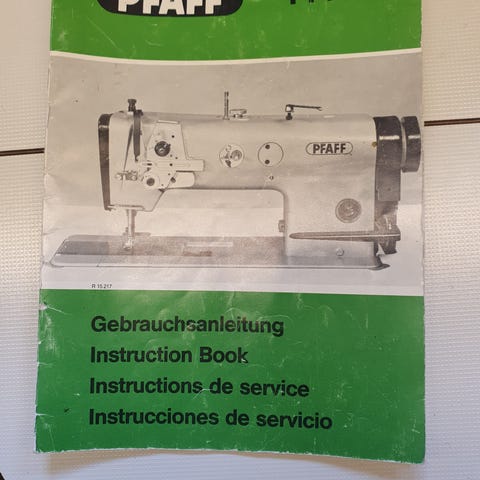 PFAFF
PFAFF
R 15 217
Gebrauchsanleitung
Instruction Book
Instructions de service
Instrucciones de servicio